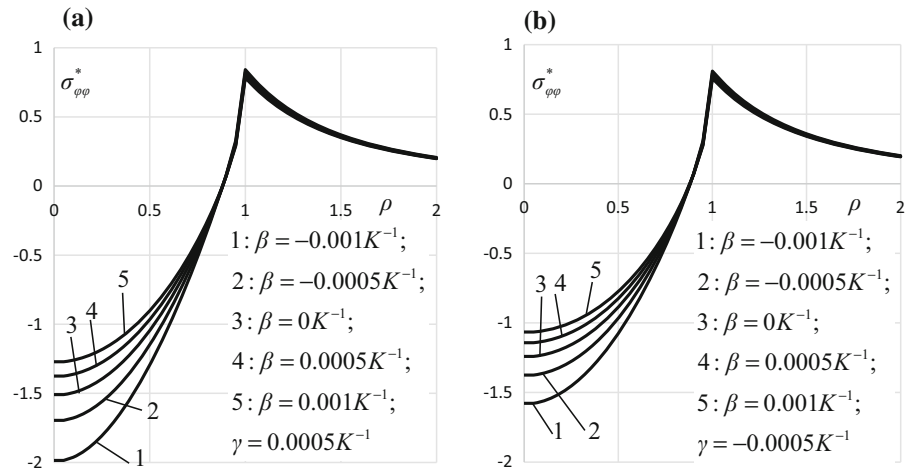 (a)
1
σ*φφ
0.5
0
0 0.5 1 1.5 2
ρ
-0.5
-1
-1.5
-2
5
4
3
2
1
1: β = −0.001K⁻¹;
2: β = −0.0005K⁻¹;
3: β = 0K⁻¹;
4: β = 0.0005K⁻¹;
5: β = 0.001K⁻¹;
γ = 0.0005K⁻¹
(b)
1
σ*φφ
0.5
0
0 0.5 1 1.5 2
ρ
-0.5
-1
-1.5
-2
5
4
3
2
1
1: β = −0.001K⁻¹;
2: β = −0.0005K⁻¹;
3: β = 0K⁻¹;
4: β = 0.0005K⁻¹;
5: β = 0.001K⁻¹;
γ = −0.0005K⁻¹